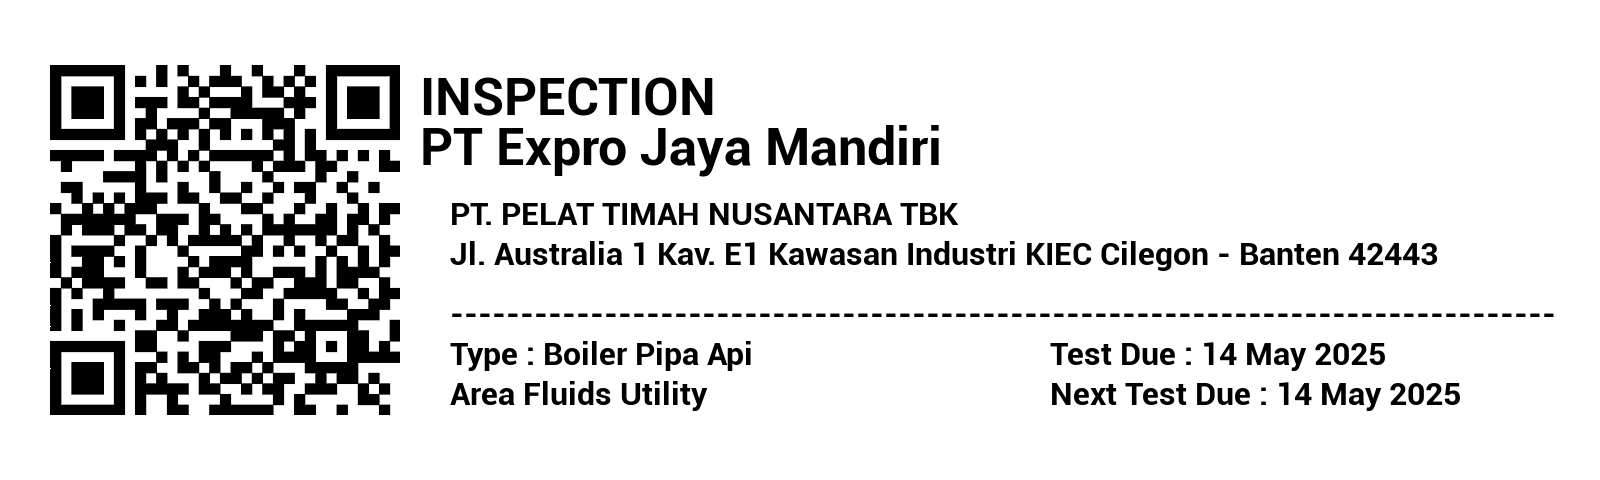 INSPECTION
PT Expro Jaya Mandiri
PT. PELAT TIMAH NUSANTARA TBK
Jl. Australia 1 Kav. E1 Kawasan Industri KIEC Cilegon - Banten 42443
-------------------------------------------------------------------------------
Type : Boiler Pipa Api
Test Due : 14 May 2025
Area Fluids Utility
Next Test Due : 14 May 2025